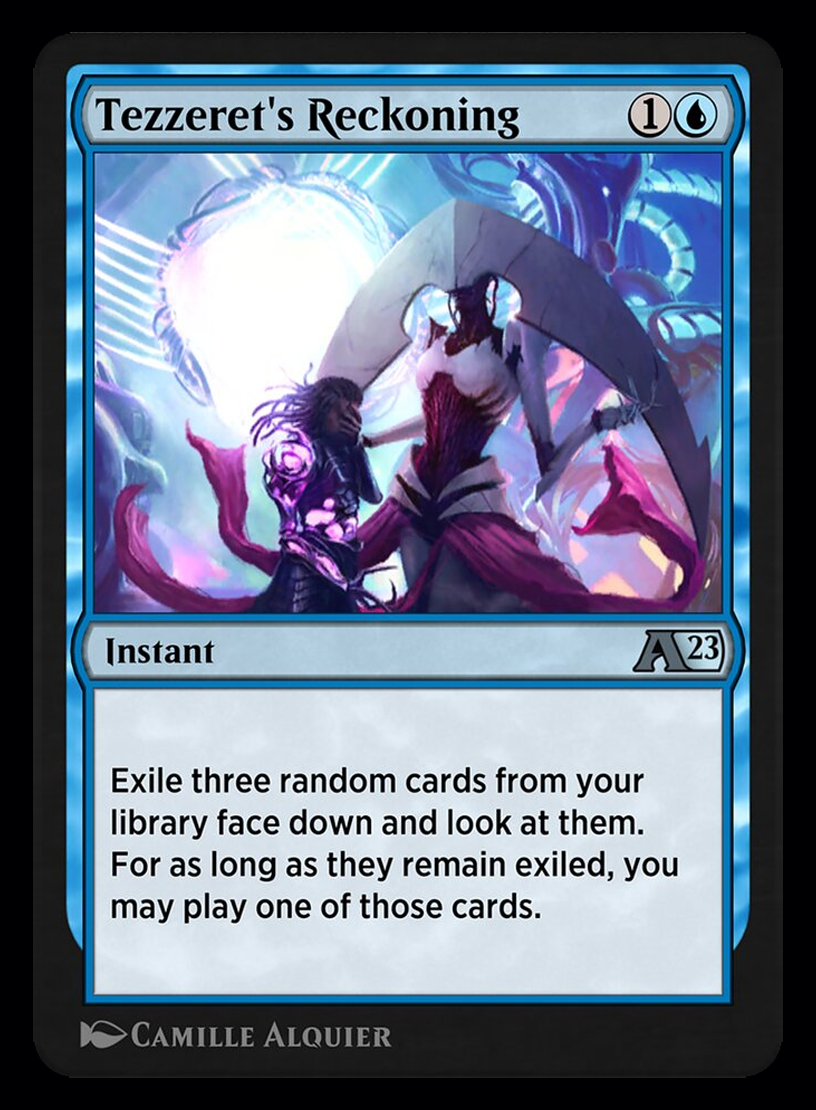 Tezzeret's Reckoning 1
Instant A23
Exile three random cards from your
library face down and look at them.
For as long as they remain exiled, you
may play one of those cards.
CAMILLE ALQUIER